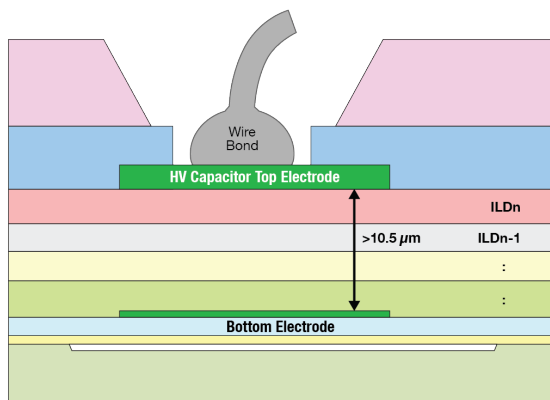 Wire
Bond
HV Capacitor Top Electrode
ILDn
>10.5 µm
ILDn-1
:
:
Bottom Electrode